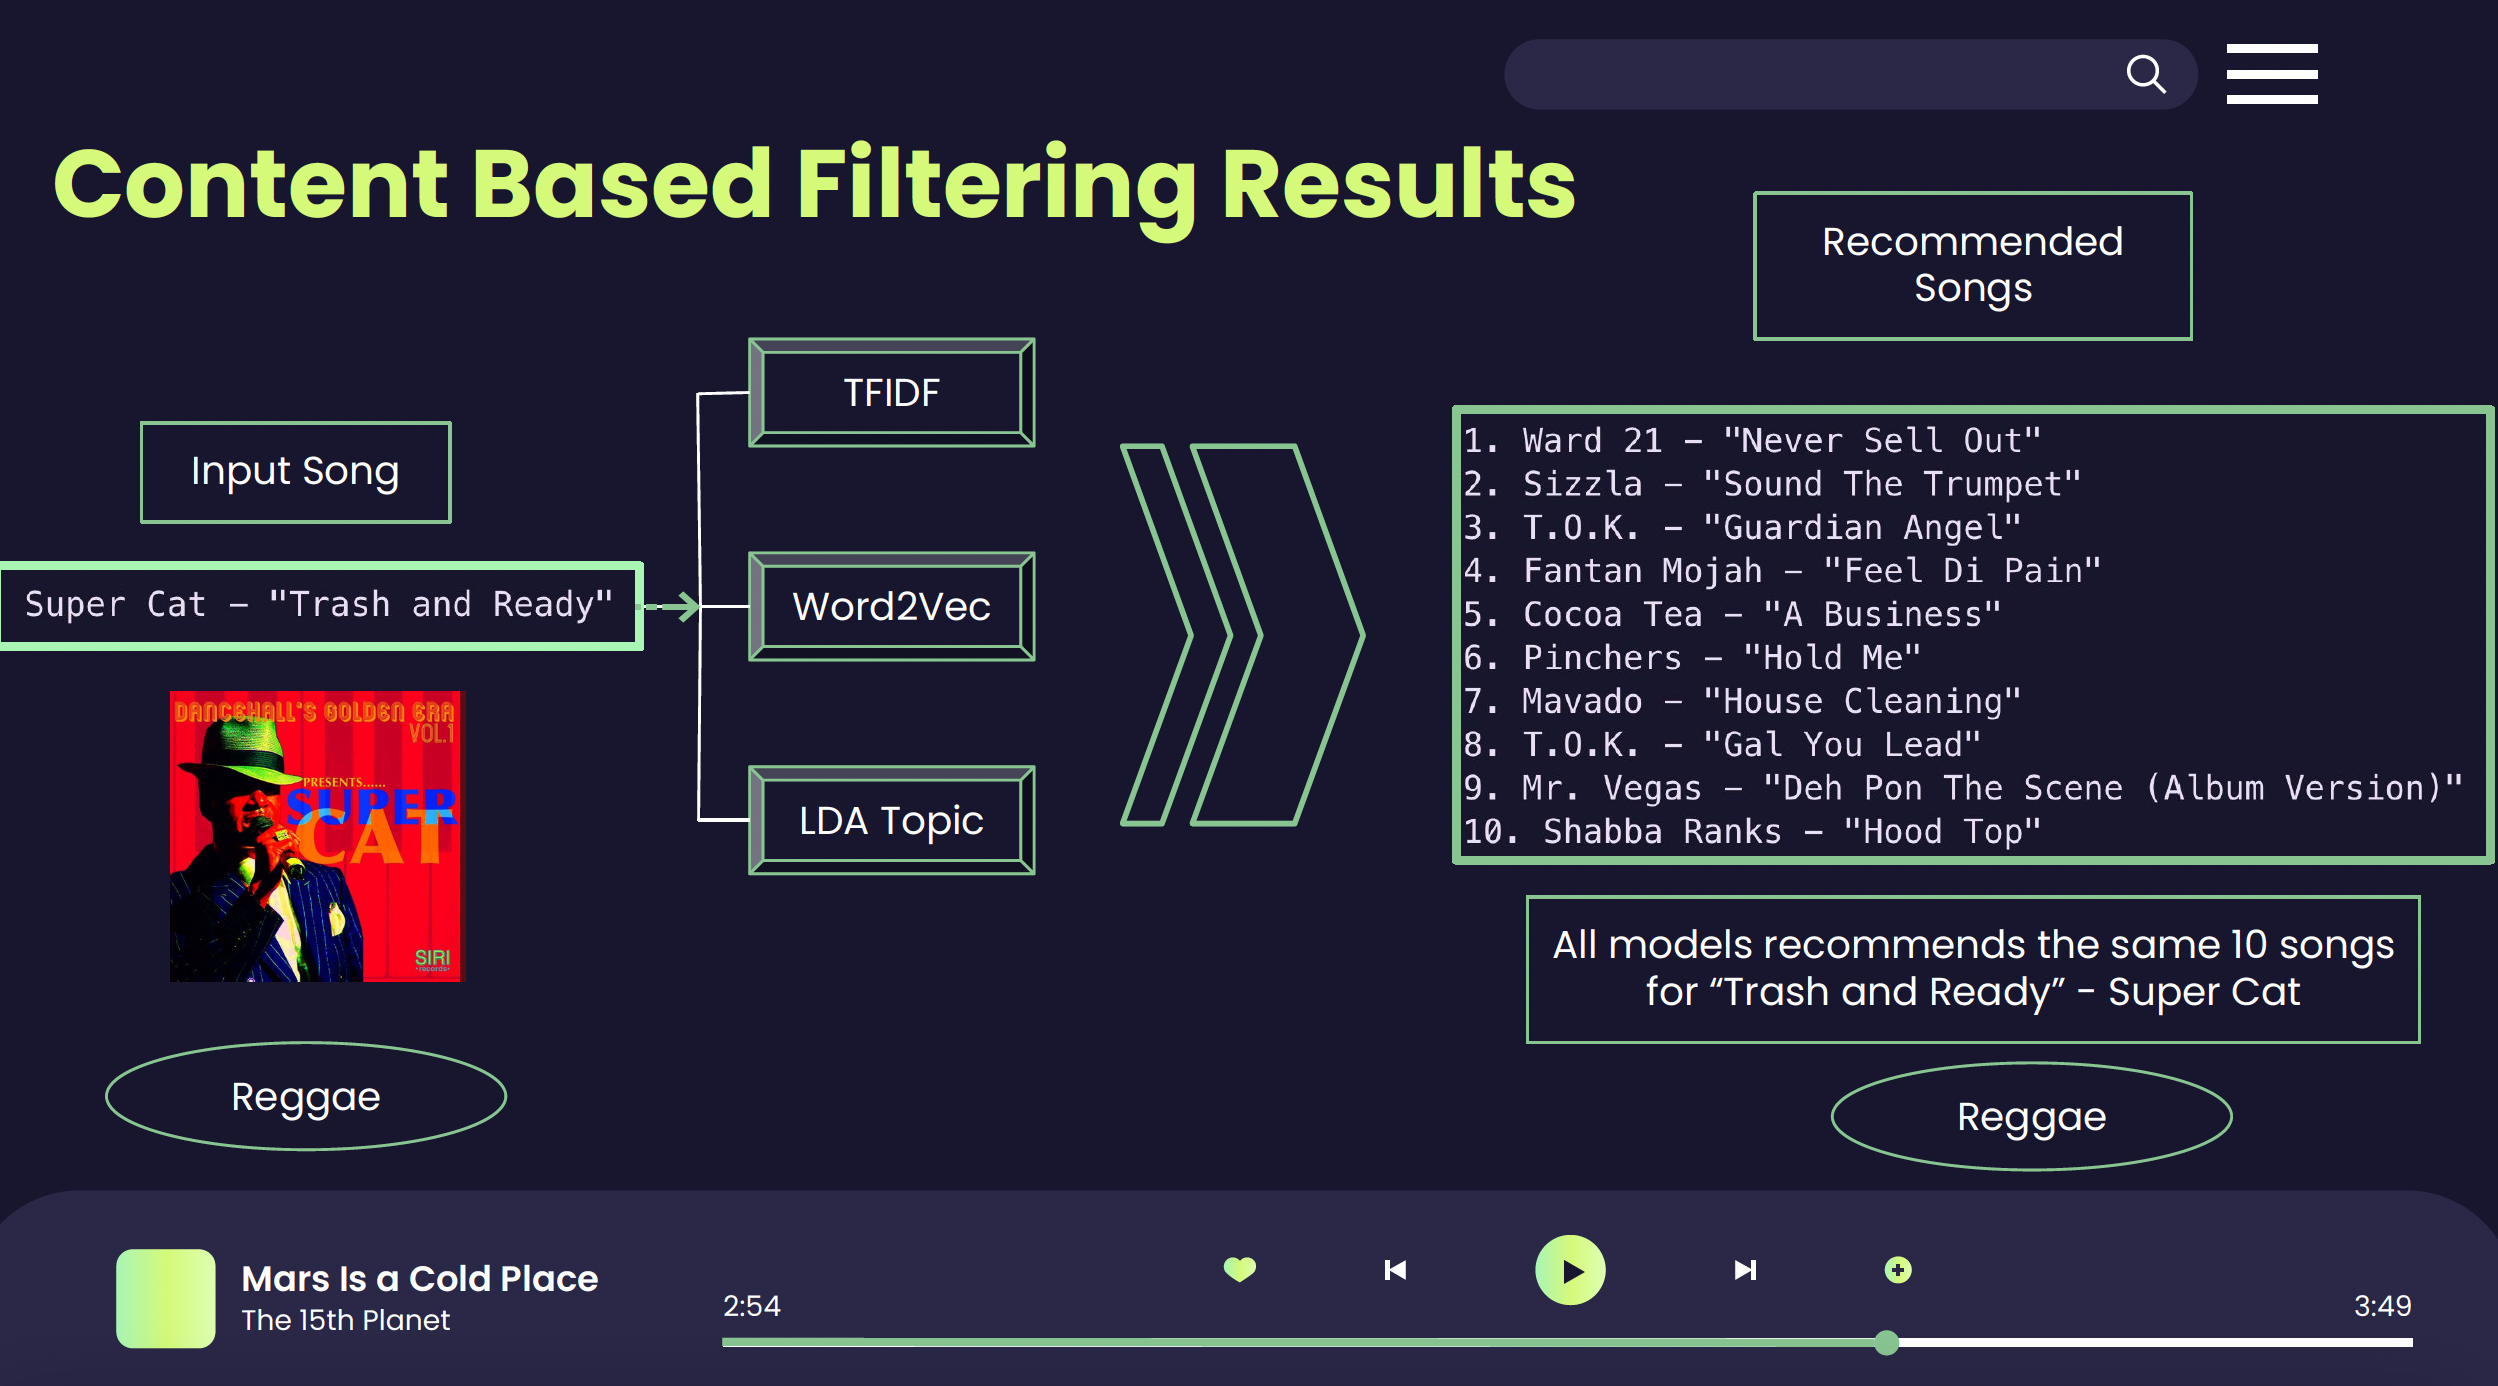 Content Based Filtering Results
Recommended
Songs
Input Song
Super Cat – "Trash and Ready"
DANCEHALL'S GOLDEN ERA
VOL.1
PRESENTS......
SUPER
CAT
SIRI
•records•
Reggae
TFIDF
Word2Vec
LDA Topic
1. Ward 21 – "Never Sell Out"
2. Sizzla – "Sound The Trumpet"
3. T.O.K. – "Guardian Angel"
4. Fantan Mojah – "Feel Di Pain"
5. Cocoa Tea – "A Business"
6. Pinchers – "Hold Me"
7. Mavado – "House Cleaning"
8. T.O.K. – "Gal You Lead"
9. Mr. Vegas – "Deh Pon The Scene (Album Version)"
10. Shabba Ranks – "Hood Top"
All models recommends the same 10 songs
for “Trash and Ready” - Super Cat
Reggae
Mars Is a Cold Place
The 15th Planet
2:54
3:49